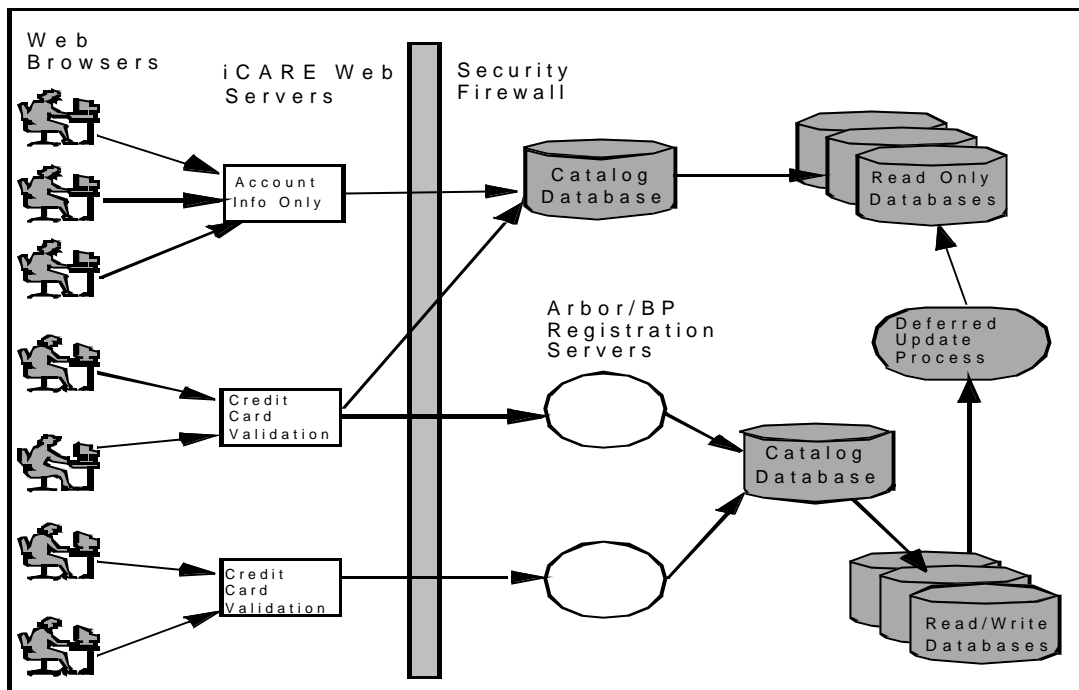 Web
Browsers
iCARE Web
Servers
Security
Firewall
Account
Info Only
Catalog
Database
Read Only
Databases
Arbor/BP
Registration
Servers
Deferred
Update
Process
Credit
Card
Validation
Catalog
Database
Credit
Card
Validation
Read/Write
Databases